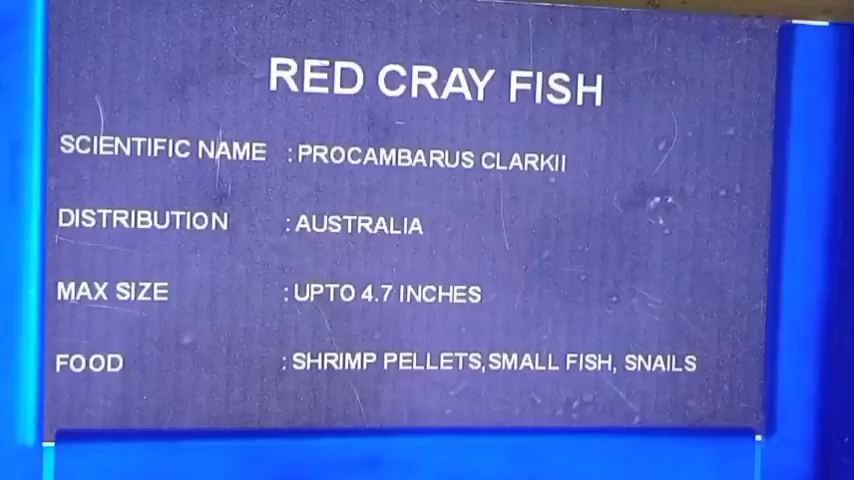 RED CRAY FISH
SCIENTIFIC NAME : PROCAMBARUS CLARKII
DISTRIBUTION : AUSTRALIA
MAX SIZE : UPTO 4.7 INCHES
FOOD : SHRIMP PELLETS,SMALL FISH, SNAILS